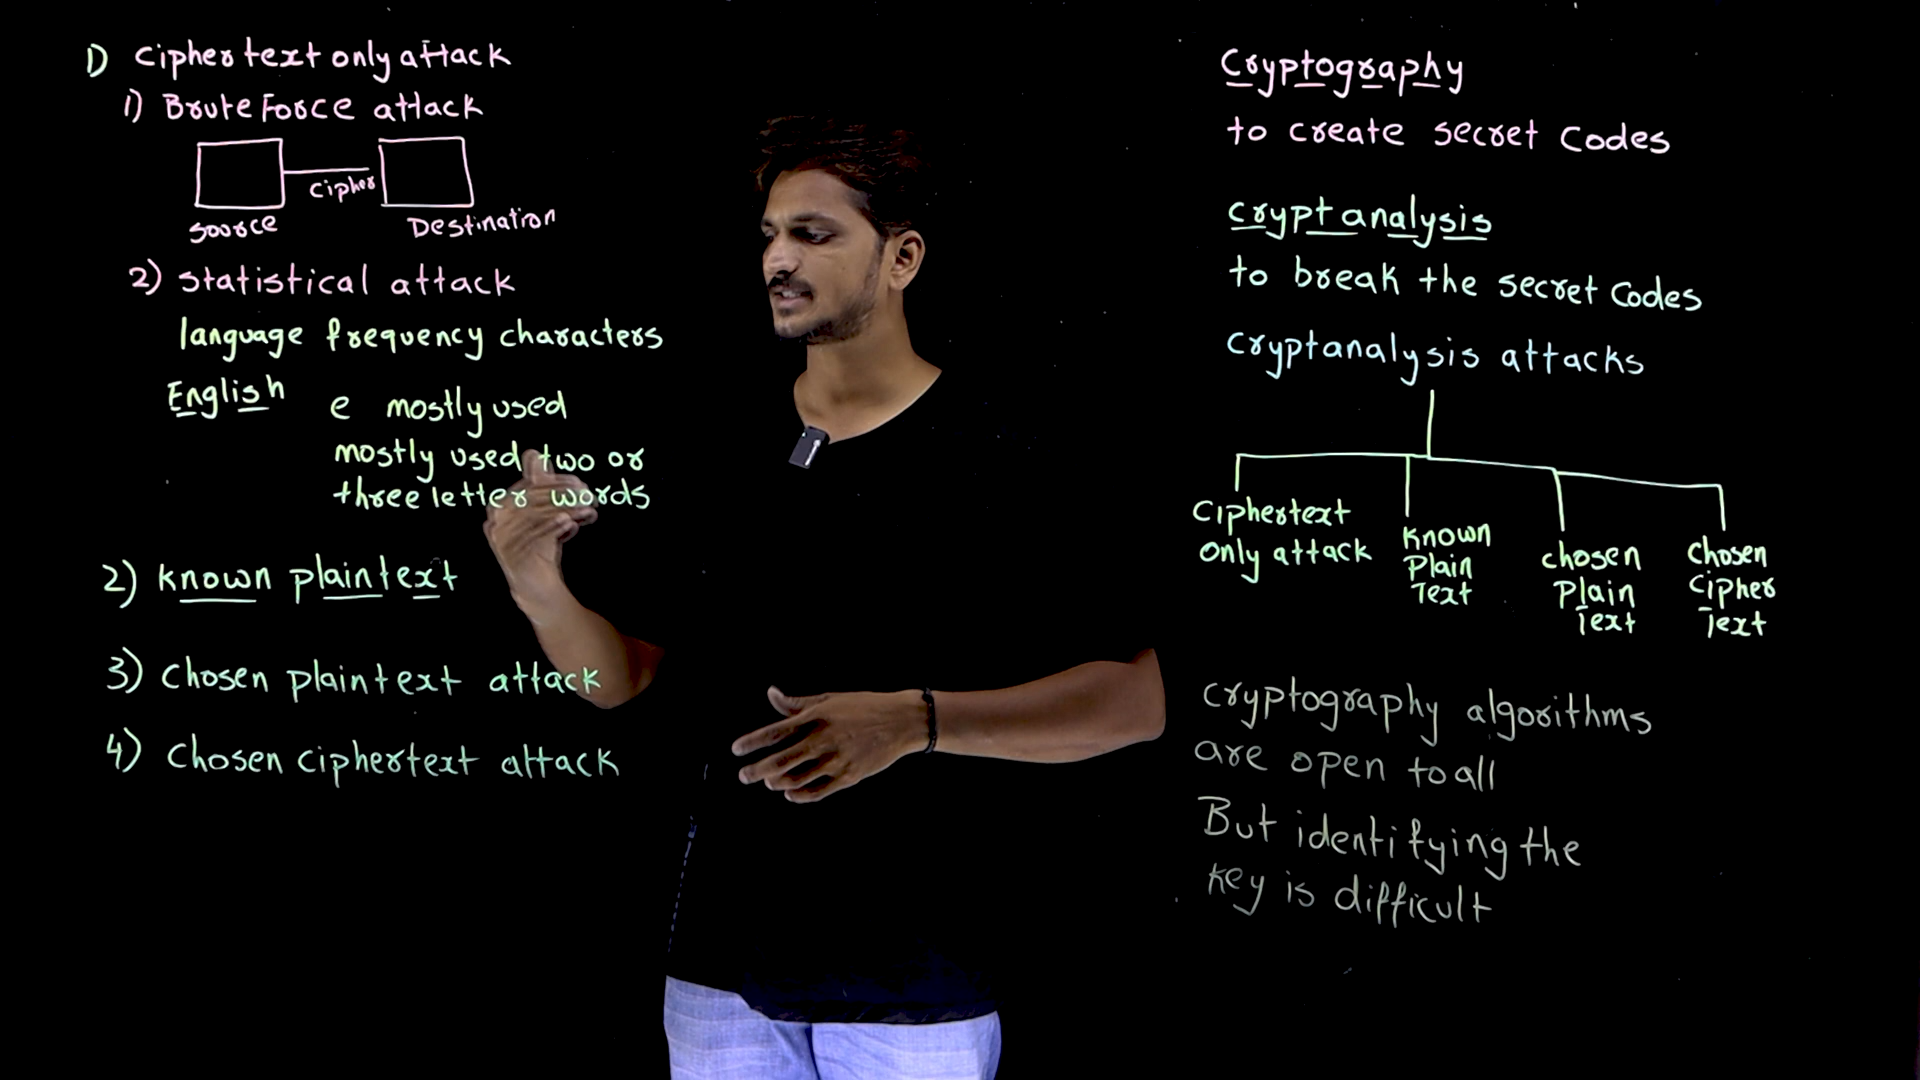 1) Ciphertext only attack
1) Brute Force attack
Cipher
Source
Destination
2) Statistical attack
language frequency characters
English e mostly used
mostly used two or
three letter words
2) known plaintext
3) Chosen plaintext attack
4) Chosen ciphertext attack
Cryptography
to create secret Codes
cryptanalysis
to break the secret Codes
cryptanalysis attacks
Ciphertext
only attack
Known
Plain
Text
chosen
Plain
Text
Chosen
Cipher
Text
cryptography algorithms
are open to all
But identifying the
key is difficult